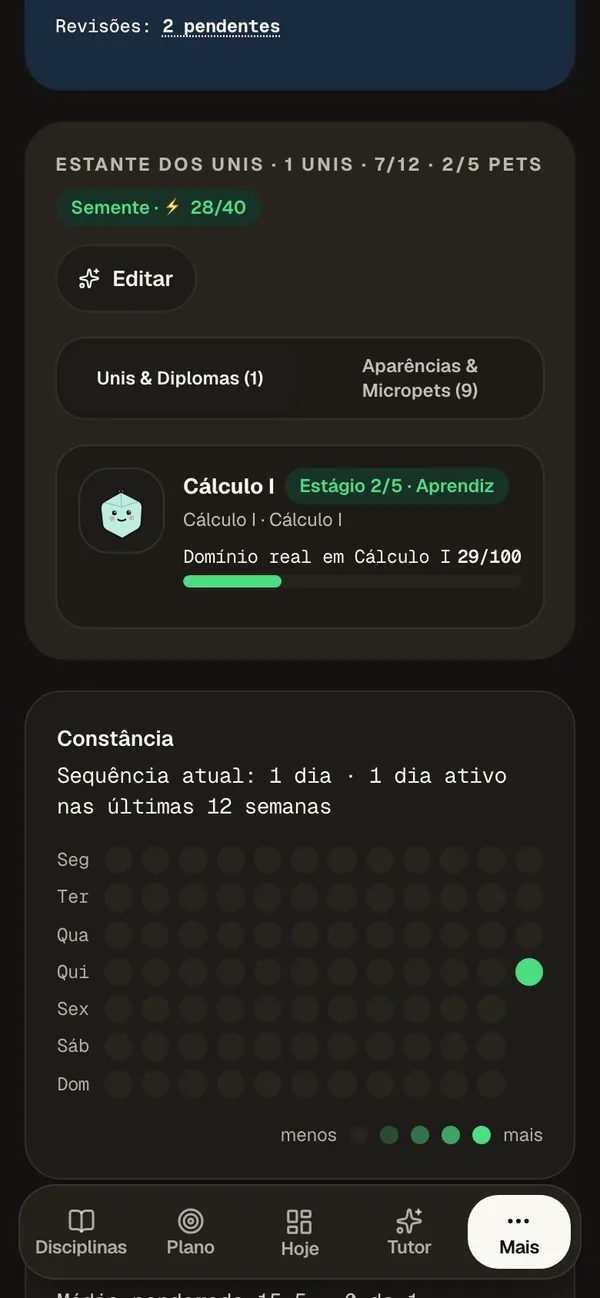 Revisões: 2 pendentes
ESTANTE DOS UNIS · 1 UNIS · 7/12 · 2/5 PETS
Semente · ⚡ 28/40
Editar
Unis & Diplomas (1)
Aparências &
Micropets (9)
Cálculo I
Estágio 2/5 · Aprendiz
Cálculo I · Cálculo I
Domínio real em Cálculo I 29/100
Constância
Sequência atual: 1 dia · 1 dia ativo
nas últimas 12 semanas
Seg
Ter
Qua
Qui
Sex
Sáb
Dom
menos
mais
Disciplinas
Plano
Hoje
Tutor
Mais